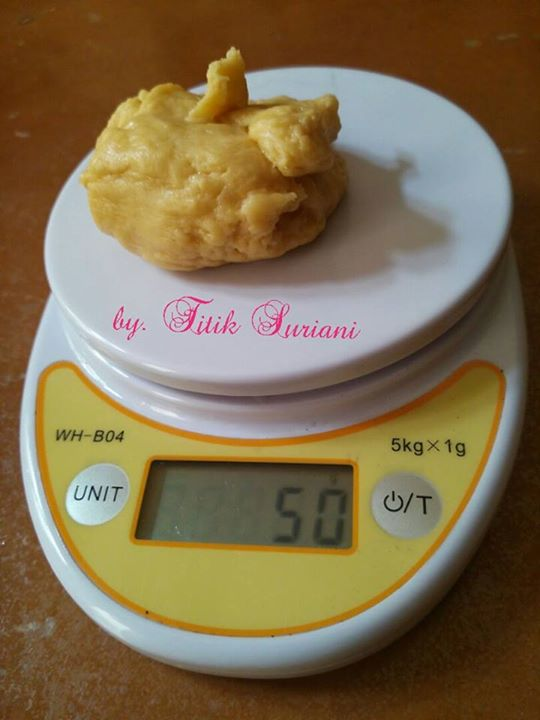 by. Titik Suriani
WH-B04
5kg×1g
UNIT
50
⏻/T